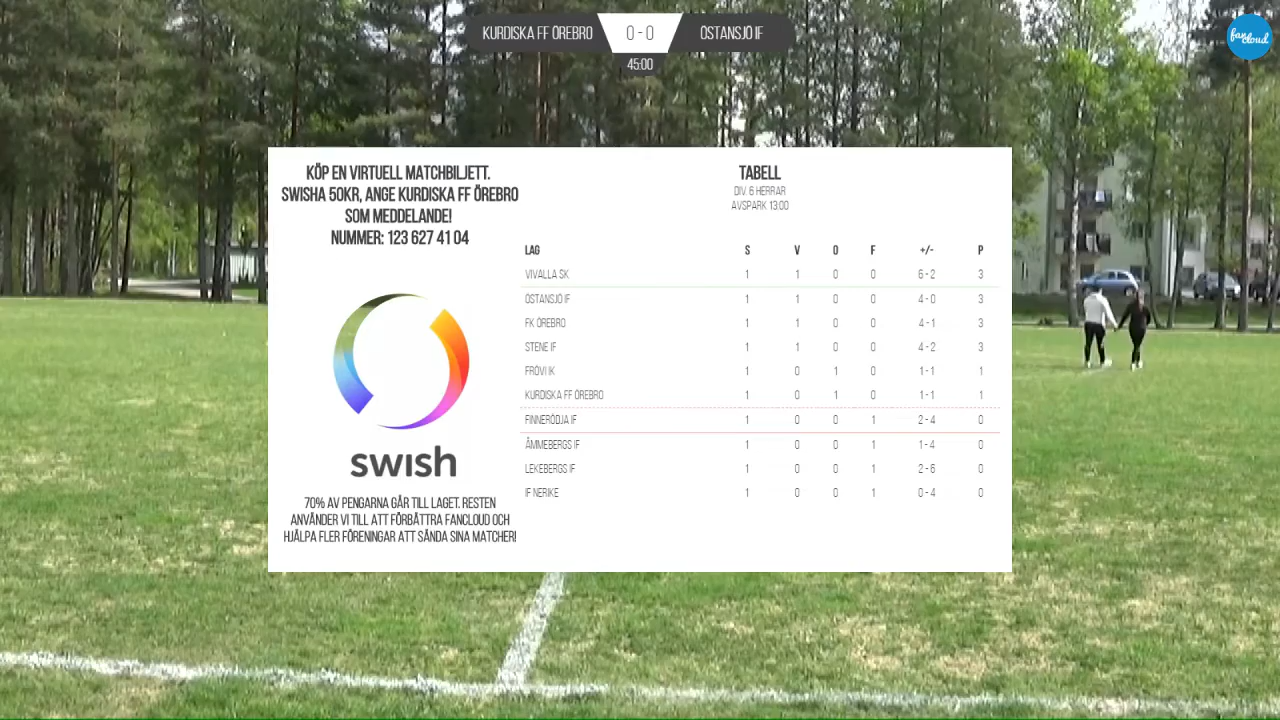 KURDISKA FF ÖREBRO 0 - 0 ÖSTANSJÖ IF
45:00
fan cloud
KÖP EN VIRTUELL MATCHBILJETT.
SWISHA 50KR, ANGE KURDISKA FF ÖREBRO
SOM MEDDELANDE!
NUMMER: 123 627 41 04
swish
70% AV PENGARNA GÅR TILL LAGET. RESTEN
ANVÄNDER VI TILL ATT FÖRBÄTTRA FANCLOUD OCH
HJÄLPA FLER FÖRENINGAR ATT SÄNDA SINA MATCHER!
TABELL
DIV. 6 HERRAR
AVSPARK 13:00
LAG S V O F +/- P
VIVALLA SK 1 1 0 0 6 - 2 3
ÖSTANSJÖ IF 1 1 0 0 4 - 0 3
FK ÖREBRO 1 1 0 0 4 - 1 3
STENE IF 1 1 0 0 4 - 2 3
FRÖVI IK 1 0 1 0 1 - 1 1
KURDISKA FF ÖREBRO 1 0 1 0 1 - 1 1
FINNERÖDJA IF 1 0 0 1 2 - 4 0
ÅMMEBERGS IF 1 0 0 1 1 - 4 0
LEKEBERGS IF 1 0 0 1 2 - 6 0
IF NERIKE 1 0 0 1 0 - 4 0